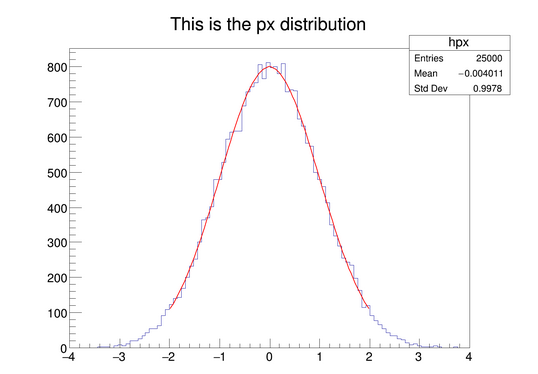 This is the px distribution
hpx
Entries 25000
Mean −0.004011
Std Dev 0.9978
800
700
600
500
400
300
200
100
0
−4 −3 −2 −1 0 1 2 3 4